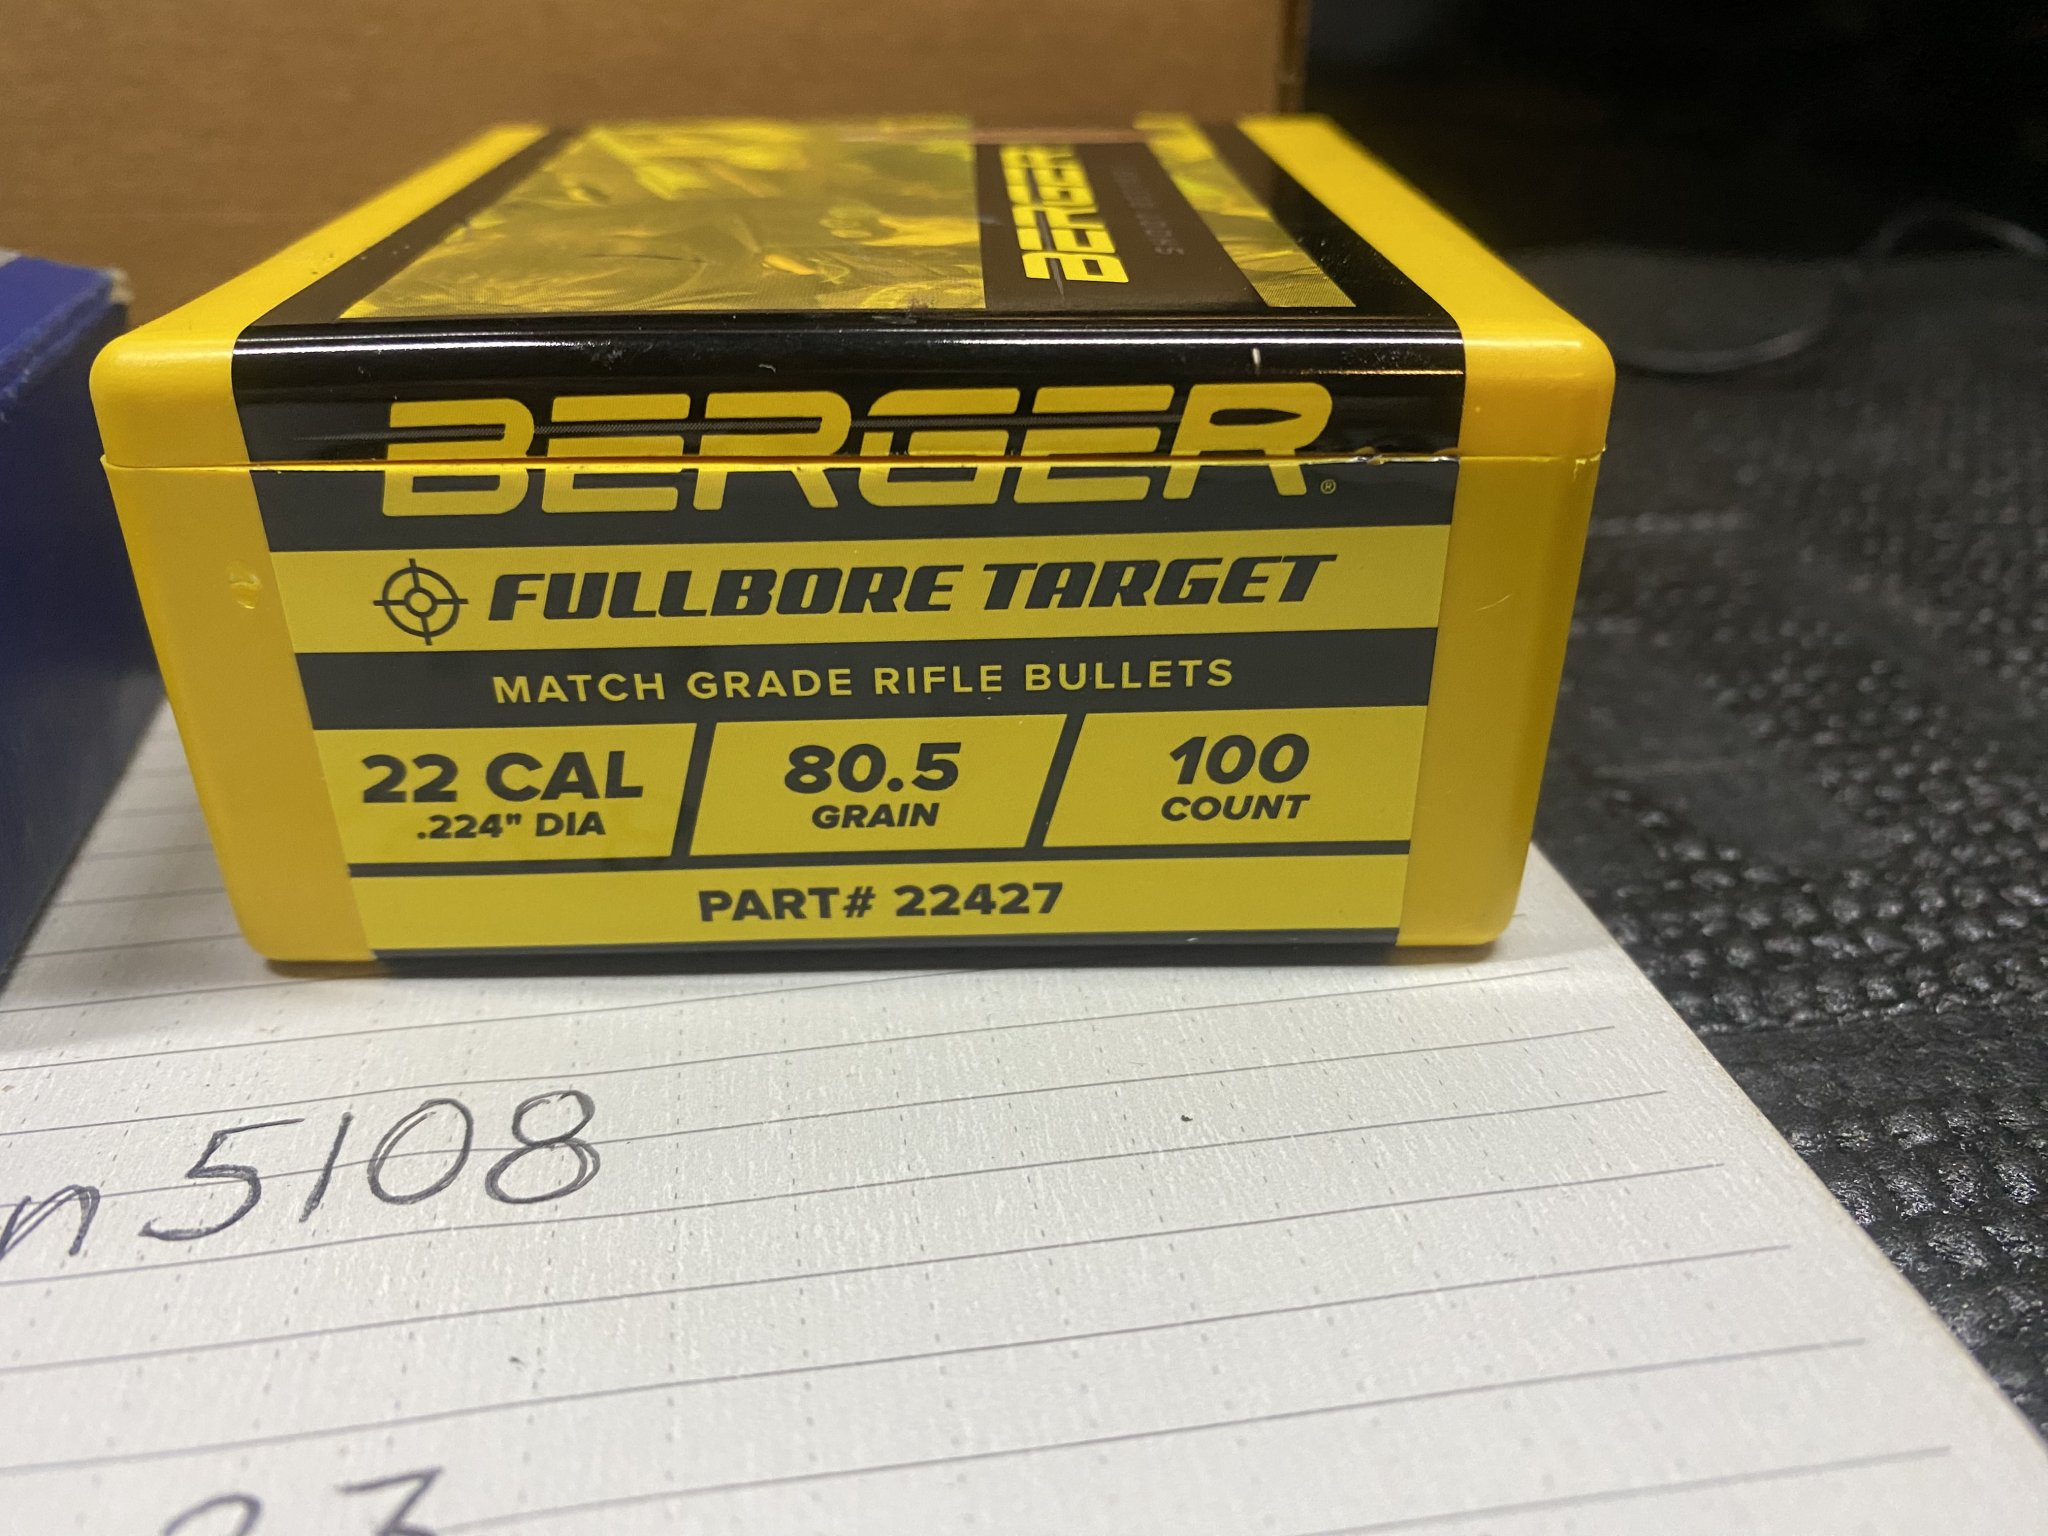 BERGER
BERGER®
FULLBORE TARGET
MATCH GRADE RIFLE BULLETS
22 CAL
.224" DIA
80.5
GRAIN
100
COUNT
PART# 22427
n5108